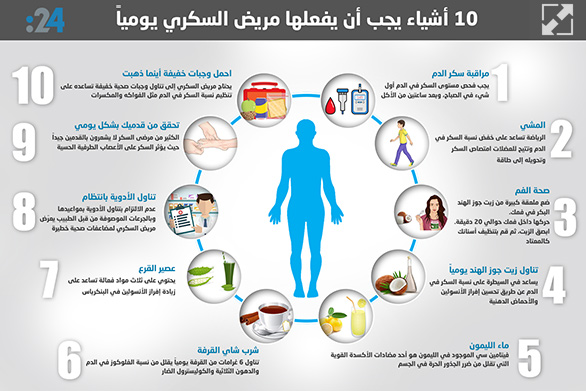 10 أشياء يجب أن يفعلها مريض السكري يومياً
24:
1
مراقبة سكر الدم
يجب فحص مستوى السكر في الدم أول
شيء في الصباح، وبعد ساعتين من الأكل
2
المشي
الرياضة تساعد على خفض نسبة السكر في
الدم وتتيح للعضلات امتصاص السكر
وتحويله إلى طاقة
3
صحة الفم
ضع ملعقة كبيرة من زيت جوز الهند
البكر في فمك.
حركها داخل فمك حوالي 20 دقيقة.
ابصق الزيت، ثم قم بتنظيف أسنانك
كالمعتاد
4
تناول زيت جوز الهند يومياً
يساعد في السيطرة على نسبة السكر في
الدم عن طريق تحسين إفراز الأنسولين
والأحماض الدهنية
5
ماء الليمون
فيتامين سي الموجود في الليمون هو أحد مضادات الأكسدة القوية
التي تقلل من ضرر الجذور الحرة في الجسم
6
شرب شاي القرفة
تناول 6 غرامات من القرفة يومياً يقلل من نسبة الغلوكوز في الدم
والدهون الثلاثية والكوليسترول الضار
7
عصير القرع
يحتوي على ثلاث مواد فعالة تساعد على
زيادة إفراز الأنسولين في البنكرياس
8
تناول الأدوية بانتظام
عدم الالتزام بتناول الأدوية بمواعيدها
وبالجرعات الموصوفة من قبل الطبيب يعرض
مريض السكري لمضاعفات صحية خطيرة
9
تحقق من قدميك بشكل يومي
الكثير من مرضى السكر لا يشعرون بالقدمين جيداً
حيث يؤثر السكر على الأعصاب الطرفية الحسية
10
احمل وجبات خفيفة أينما ذهبت
يحتاج مريض السكري إلى تناول وجبات صحية خفيفة تساعده على
تنظيم نسبة السكر في الدم مثل الفواكه والمكسرات